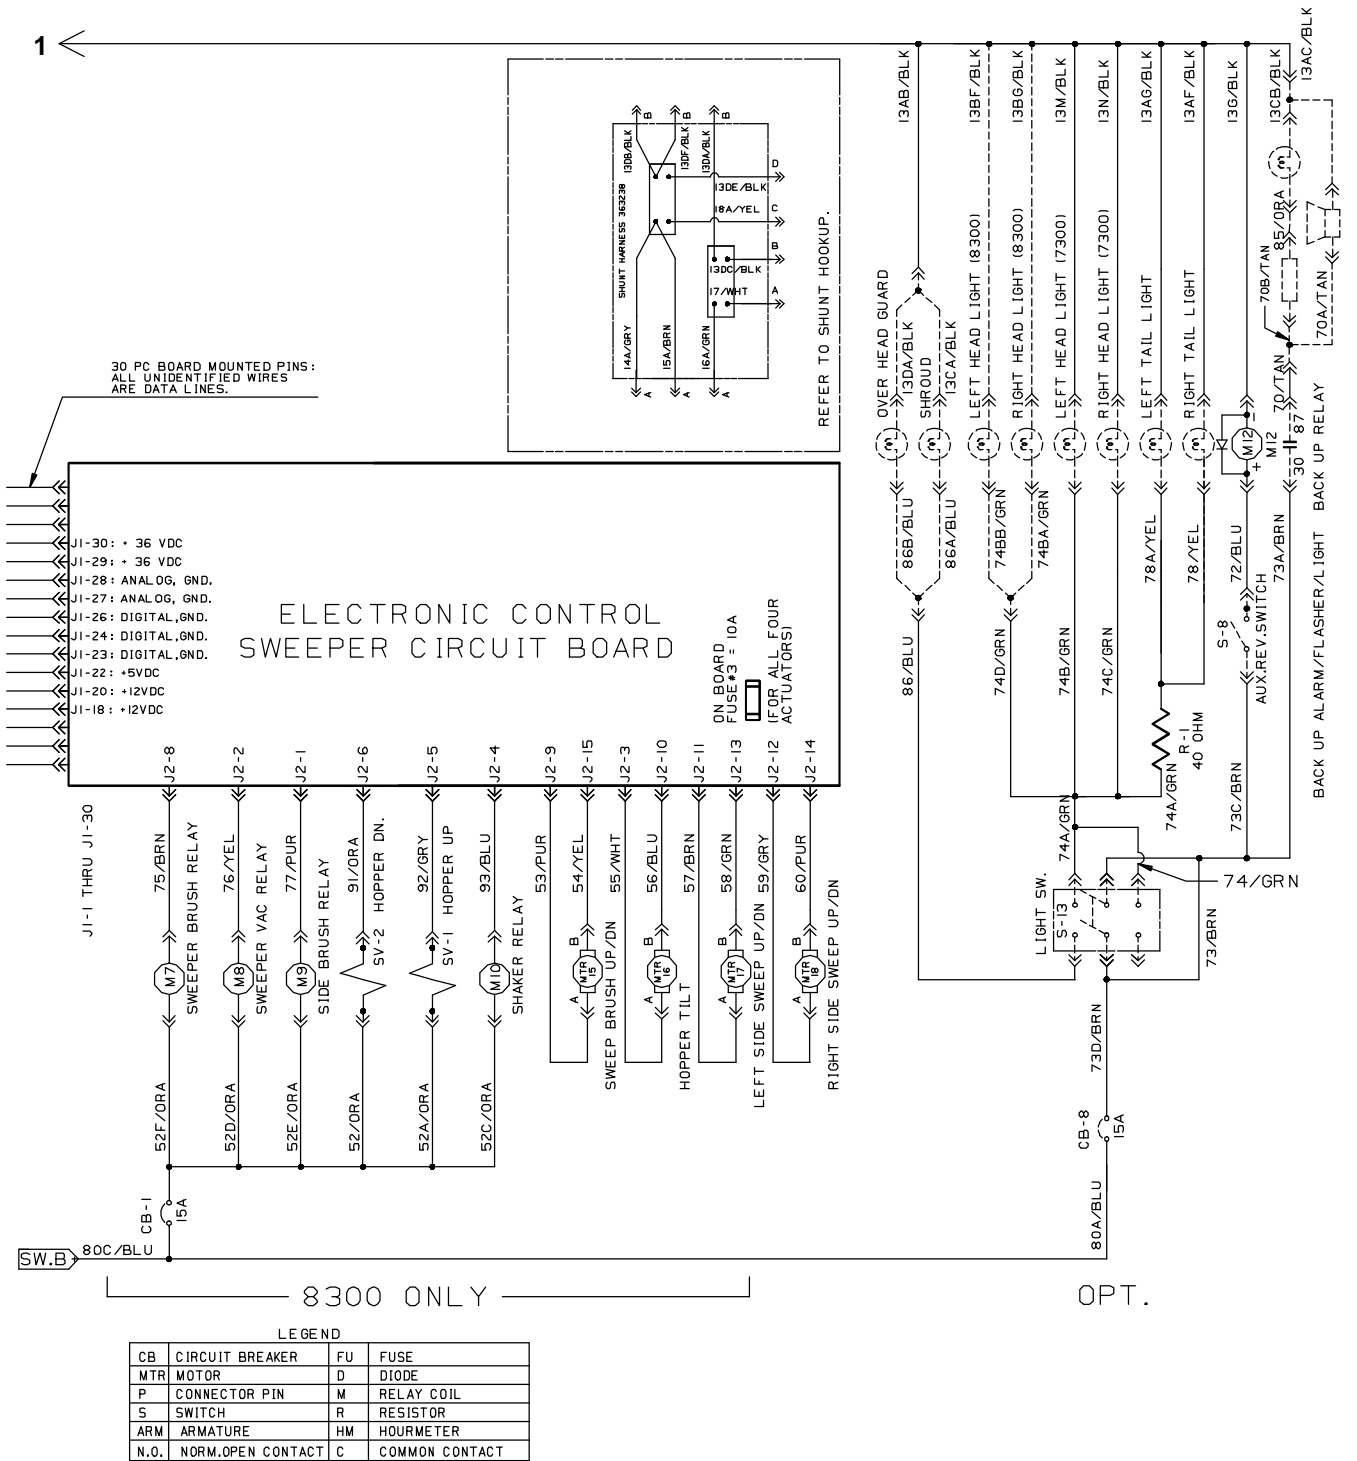 1
13AB/BLK
13BF/BLK
13BG/BLK
13M/BLK
13N/BLK
13AG/BLK
13AF/BLK
13G/BLK
13CB/BLK
13AC/BLK
B
B
B
13DB/BLK
13DF/BLK
13DA/BLK
D
13DE/BLK
18A/YEL
C
SHUNT HARNESS 363238
B
13DC/BLK
17/WHT
A
14A/GRY
15A/BRN
16A/GRN
A
A
A
REFER TO SHUNT HOOKUP.
OVER HEAD GUARD
13DA/BLK
SHROUD
13CA/BLK
LEFT HEAD LIGHT (8300)
RIGHT HEAD LIGHT (8300)
LEFT HEAD LIGHT (7300)
RIGHT HEAD LIGHT (7300)
LEFT TAIL LIGHT
RIGHT TAIL LIGHT
85/ORA
70B/TAN
70A/TAN
70/TAN
-
M12
+
M12
30
87
BACK UP ALARM/FLASHER/LIGHT BACK UP RELAY
30 PC BOARD MOUNTED PINS:
ALL UNIDENTIFIED WIRES
ARE DATA LINES.
J1-30: + 36 VDC
J1-29: + 36 VDC
J1-28: ANALOG, GND.
J1-27: ANALOG, GND.
J1-26: DIGITAL,GND.
J1-24: DIGITAL,GND.
J1-23: DIGITAL,GND.
J1-22: +5VDC
J1-20: +12VDC
J1-18: +12VDC
ELECTRONIC CONTROL
SWEEPER CIRCUIT BOARD
ON BOARD
FUSE#3 = 10A
(FOR ALL FOUR
ACTUATORS)
86B/BLU
86A/BLU
74BB/GRN
74BA/GRN
78A/YEL
78/YEL
72/BLU
73A/BRN
S-8
AUX.REV.SWITCH
86/BLU
74D/GRN
74B/GRN
74C/GRN
R-1
40 OHM
74A/GRN
73C/BRN
J2-8
J2-2
J2-1
J2-6
J2-5
J2-4
J2-9
J2-15
J2-3
J2-10
J2-11
J2-13
J2-12
J2-14
J1-1 THRU J1-30
75/BRN
76/YEL
77/PUR
91/ORA
92/GRY
93/BLU
53/PUR
54/YEL
55/WHT
56/BLU
57/BRN
58/GRN
59/GRY
60/PUR
74A/GRN
74/GRN
LIGHT SW.
S-13
73/BRN
M7
SWEEPER BRUSH RELAY
M8
SWEEPER VAC RELAY
M9
SIDE BRUSH RELAY
SV-2 HOPPER DN.
SV-1 HOPPER UP
M10
SHAKER RELAY
B
MTR
15
A
SWEEP BRUSH UP/DN
B
MTR
16
A
HOPPER TILT
B
MTR
17
A
LEFT SIDE SWEEP UP/DN
B
MTR
18
A
RIGHT SIDE SWEEP UP/DN
73D/BRN
52F/ORA
52D/ORA
52E/ORA
52/ORA
52A/ORA
52C/ORA
CB-8
15A
CB-1
15A
80A/BLU
SW.B
80C/BLU
8300 ONLY
OPT.
LEGEND
CB CIRCUIT BREAKER FU FUSE
MTR MOTOR D DIODE
P CONNECTOR PIN M RELAY COIL
S SWITCH R RESISTOR
ARM ARMATURE HM HOURMETER
N.O. NORM.OPEN CONTACT C COMMON CONTACT